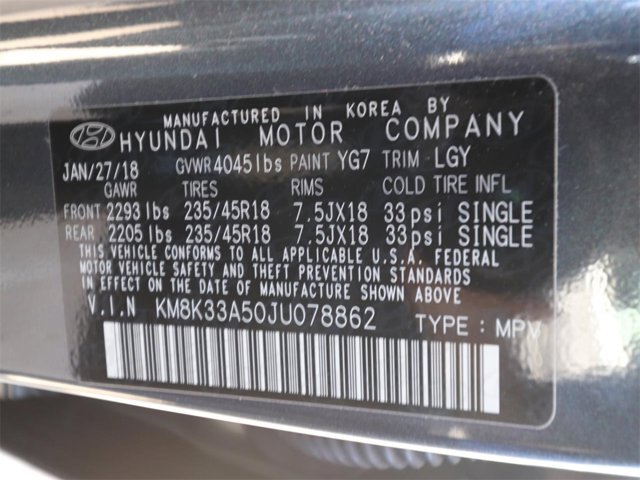 MANUFACTURED IN KOREA BY
HYUNDAI MOTOR COMPANY
JAN/27/18 GVWR 4045lbs PAINT YG7 TRIM LGY
GAWR TIRES RIMS COLD TIRE INFL
FRONT 2293 lbs 235/45R18 7.5JX18 33psi SINGLE
REAR 2205 lbs 235/45R18 7.5JX18 33psi SINGLE
THIS VEHICLE CONFORMS TO ALL APPLICABLE U.S.A. FEDERAL
MOTOR VEHICLE SAFETY AND THEFT PREVENTION STANDARDS
IN EFFECT ON THE DATE OF MANUFACTURE SHOWN ABOVE
V.I.N KM8K33A50JU078862 TYPE : MPV